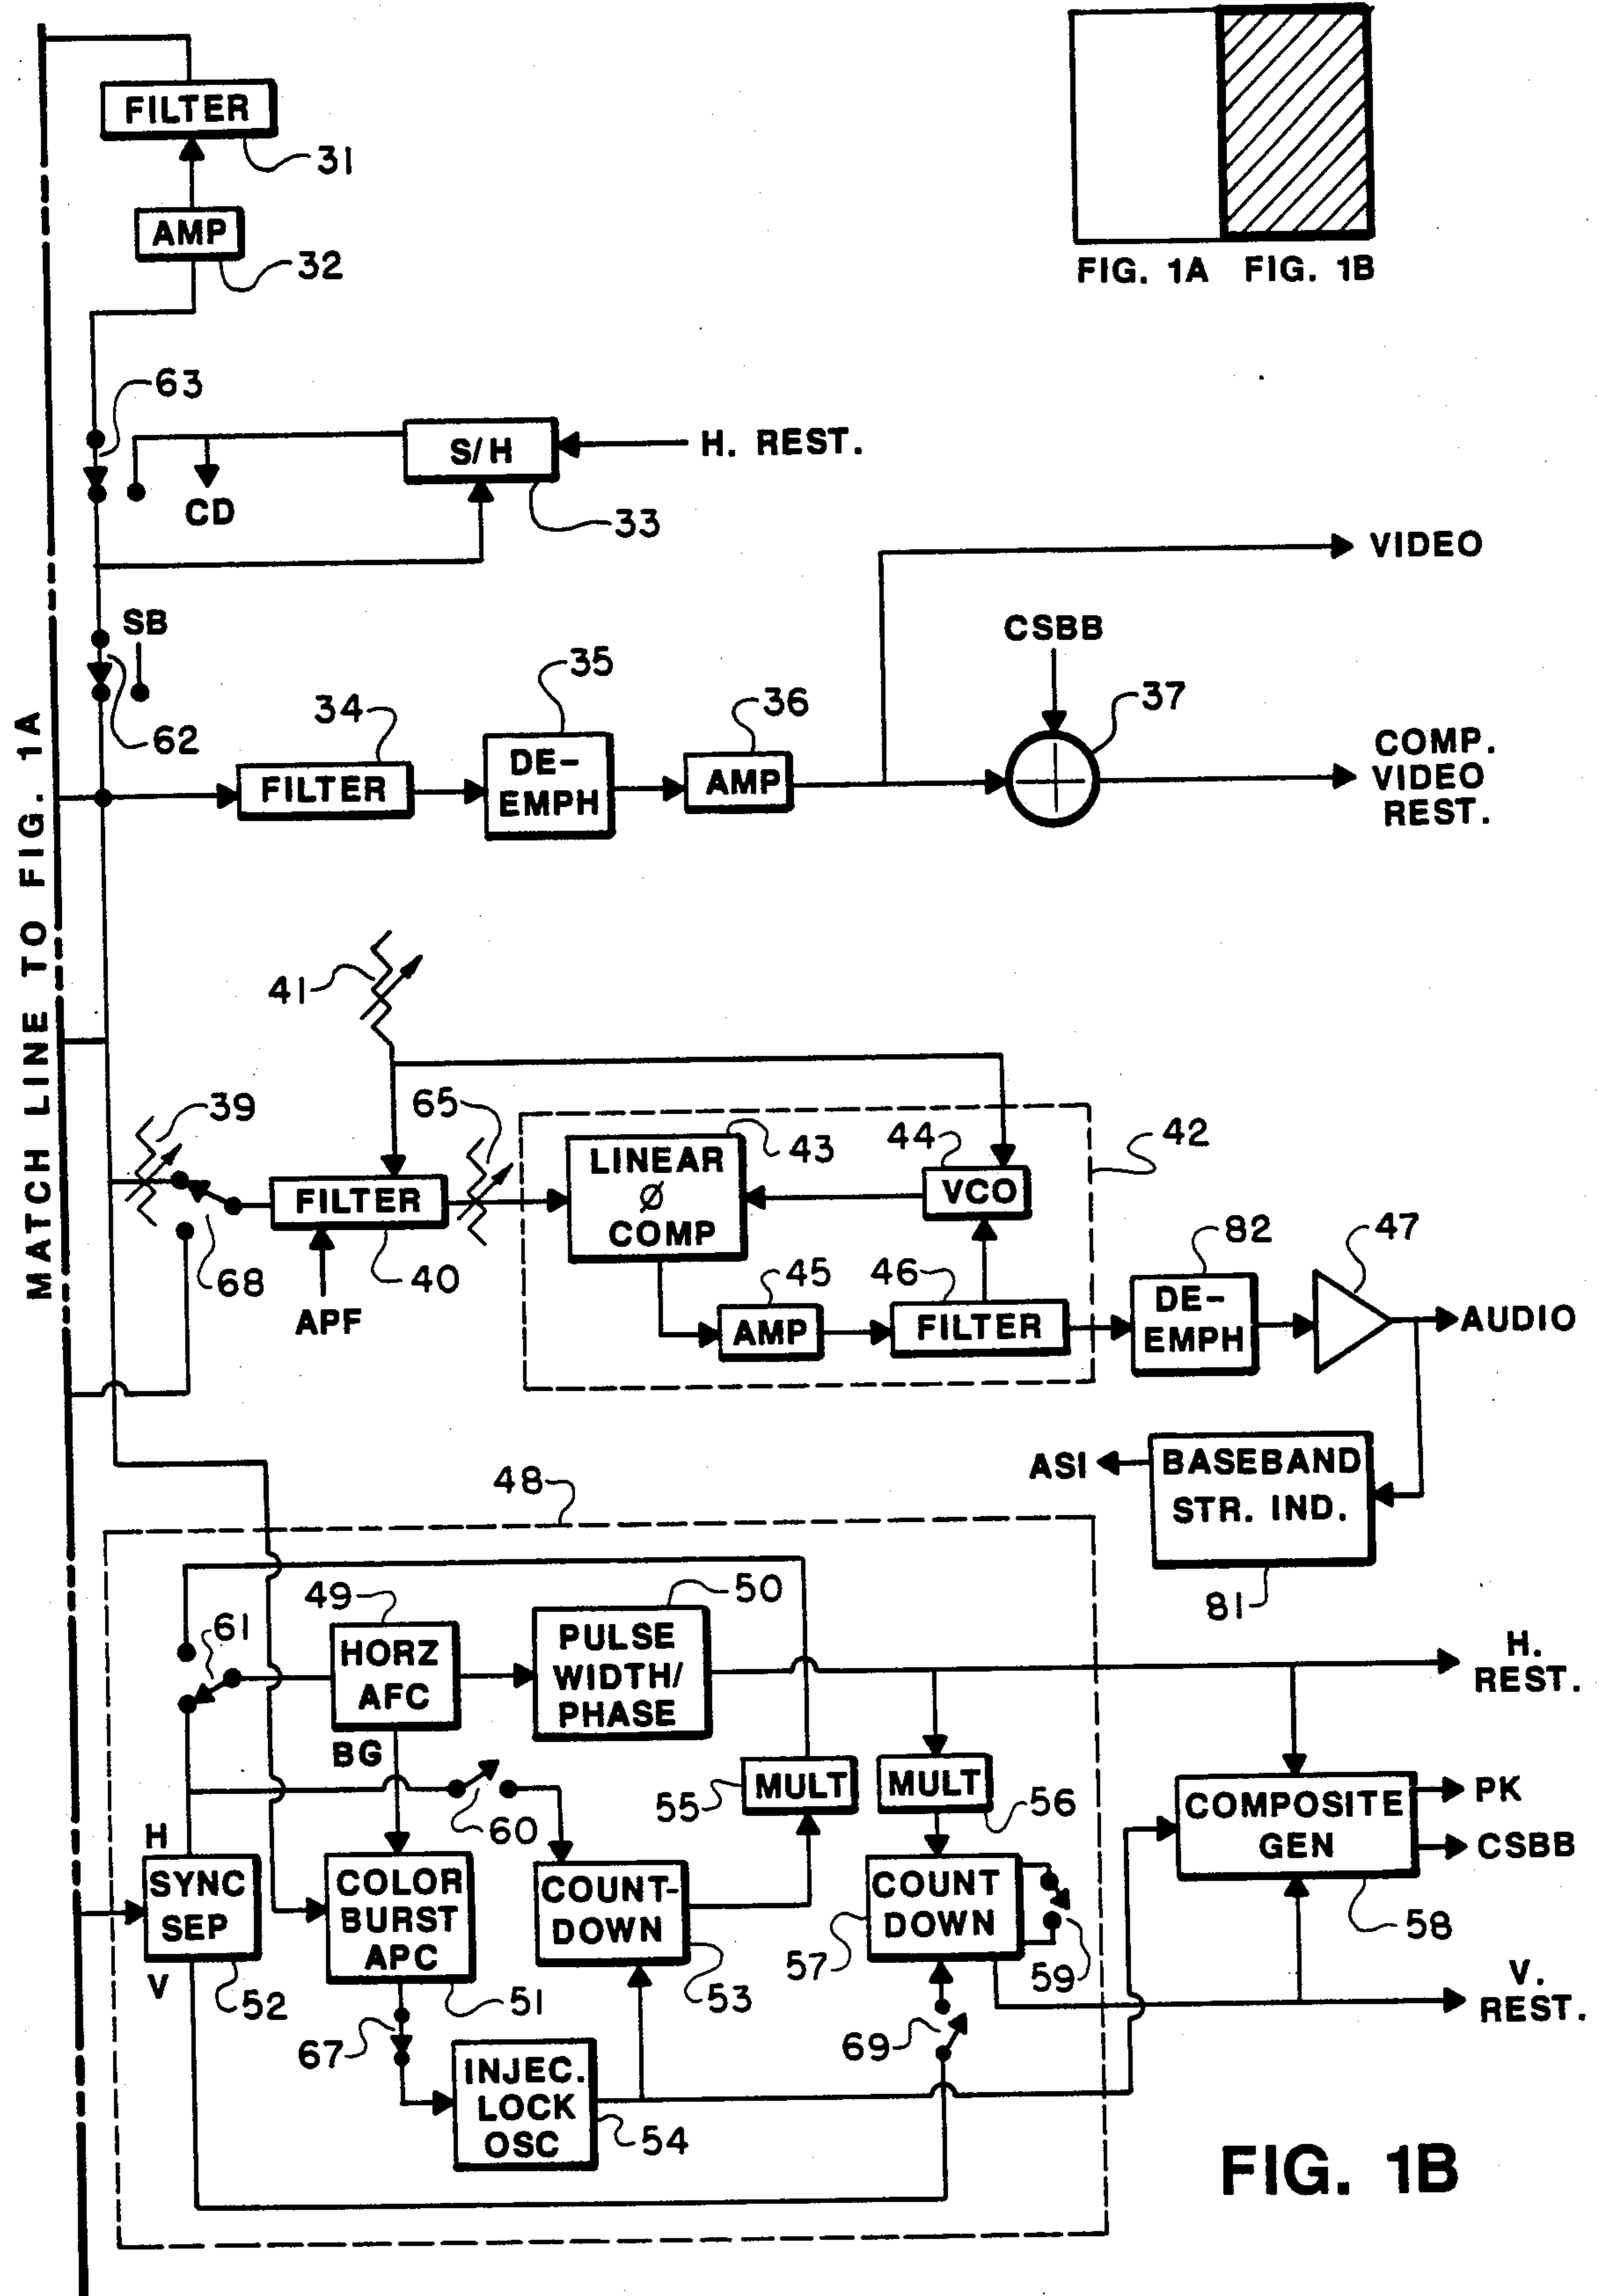 FILTER
31
AMP
32
FIG. 1A FIG. 1B
63
S/H
H. REST.
CD
33
VIDEO
SB
CSBB
62
34
FILTER
35
DE-
EMPH
36
AMP
37
COMP.
VIDEO
REST.
MATCH LINE TO FIG. 1A
41
39
65
68
FILTER
40
APF
LINEAR
Ø
COMP
43
44
VCO
42
45
AMP
46
FILTER
82
DE-
EMPH
47
AUDIO
ASI
BASEBAND
STR. IND.
81
48
49
HORZ
AFC
BG
50
PULSE
WIDTH/
PHASE
61
H.
REST.
60
55
MULT
MULT
56
COMPOSITE
GEN
PK
CSBB
58
H
SYNC
SEP
V
52
COLOR
BURST
APC
51
COUNT-
DOWN
53
COUNT
DOWN
57
59
V.
REST.
67
69
INJEC.
LOCK
OSC
54
FIG. 1B